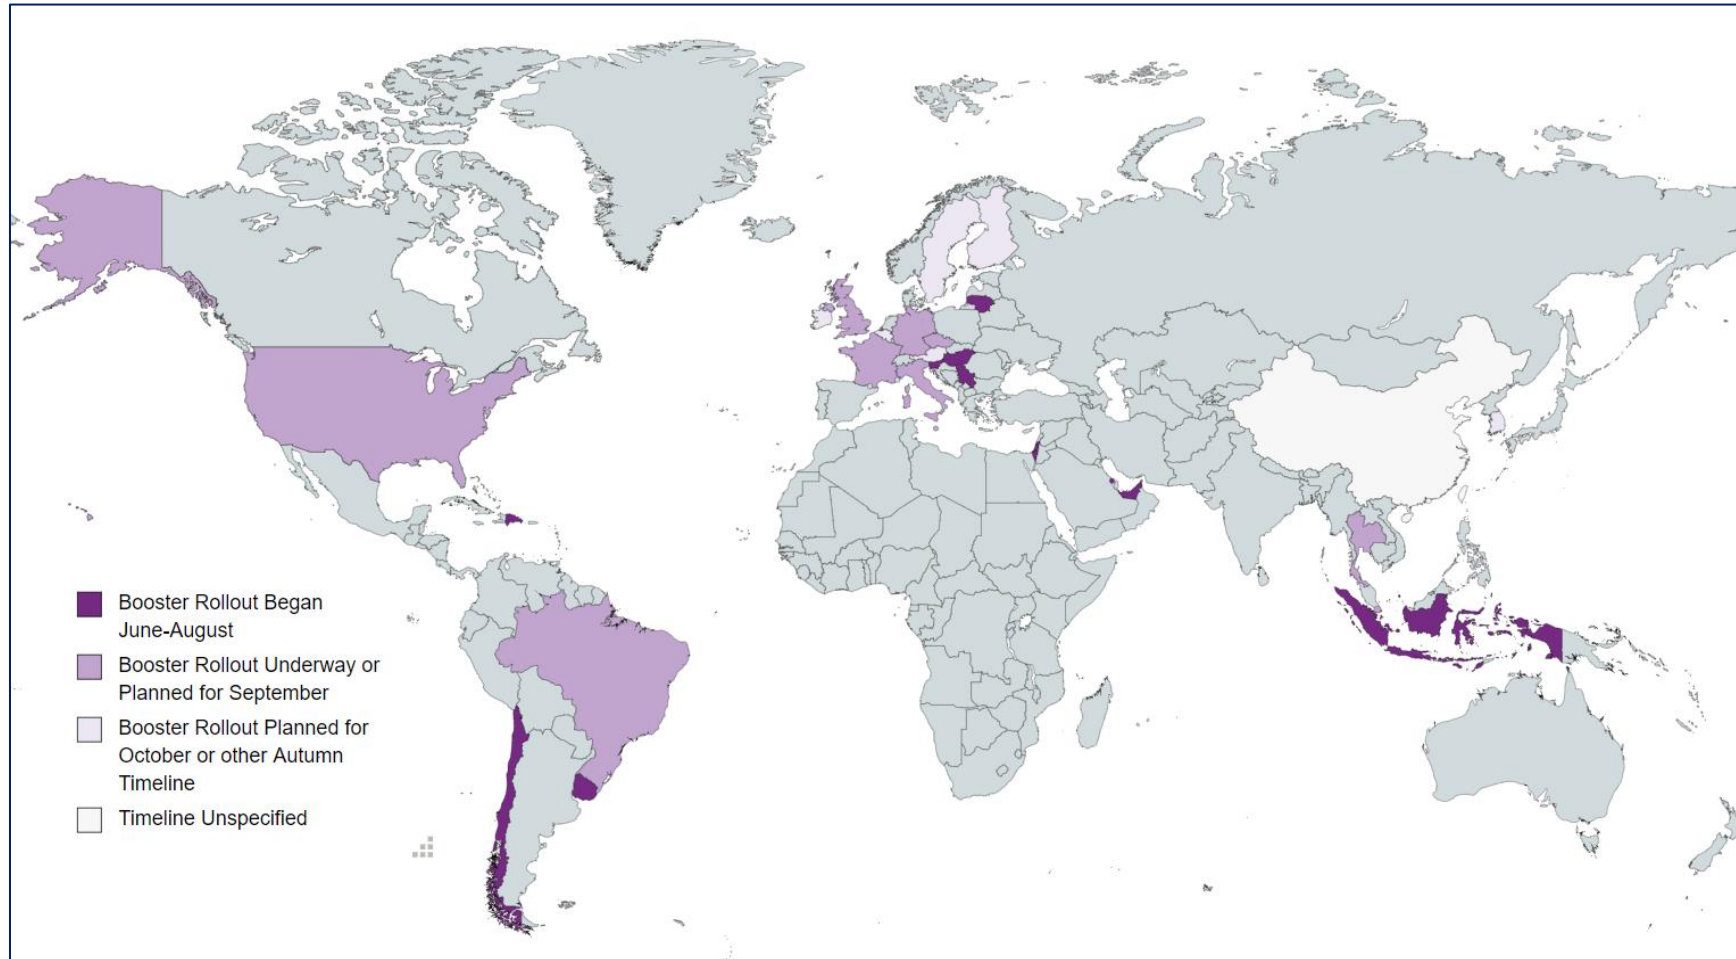 Booster Rollout Began
June-August
Booster Rollout Underway or
Planned for September
Booster Rollout Planned for
October or other Autumn
Timeline
Timeline Unspecified